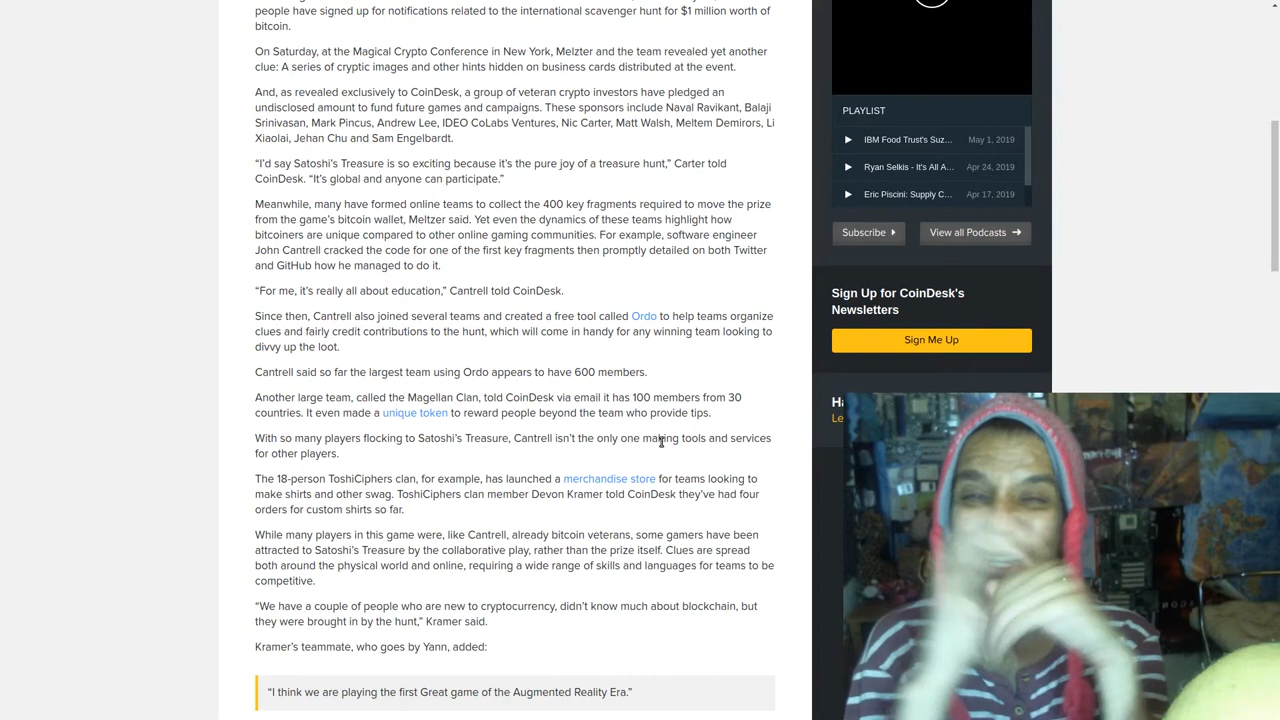 people have signed up for notifications related to the international scavenger hunt for $1 million worth of
bitcoin.
On Saturday, at the Magical Crypto Conference in New York, Melzter and the team revealed yet another
clue: A series of cryptic images and other hints hidden on business cards distributed at the event.
And, as revealed exclusively to CoinDesk, a group of veteran crypto investors have pledged an
undisclosed amount to fund future games and campaigns. These sponsors include Naval Ravikant, Balaji
Srinivasan, Mark Pincus, Andrew Lee, IDEO CoLabs Ventures, Nic Carter, Matt Walsh, Meltem Demirors, Li
Xiaolai, Jehan Chu and Sam Engelbardt.
“I’d say Satoshi’s Treasure is so exciting because it’s the pure joy of a treasure hunt,” Carter told
CoinDesk. “It’s global and anyone can participate.”
Meanwhile, many have formed online teams to collect the 400 key fragments required to move the prize
from the game’s bitcoin wallet, Meltzer said. Yet even the dynamics of these teams highlight how
bitcoiners are unique compared to other online gaming communities. For example, software engineer
John Cantrell cracked the code for one of the first key fragments then promptly detailed on both Twitter
and GitHub how he managed to do it.
“For me, it’s really all about education,” Cantrell told CoinDesk.
Since then, Cantrell also joined several teams and created a free tool called Ordo to help teams organize
clues and fairly credit contributions to the hunt, which will come in handy for any winning team looking to
divvy up the loot.
Cantrell said so far the largest team using Ordo appears to have 600 members.
Another large team, called the Magellan Clan, told CoinDesk via email it has 100 members from 30
countries. It even made a unique token to reward people beyond the team who provide tips.
With so many players flocking to Satoshi’s Treasure, Cantrell isn’t the only one making tools and services
for other players.
The 18-person ToshiCiphers clan, for example, has launched a merchandise store for teams looking to
make shirts and other swag. ToshiCiphers clan member Devon Kramer told CoinDesk they’ve had four
orders for custom shirts so far.
While many players in this game were, like Cantrell, already bitcoin veterans, some gamers have been
attracted to Satoshi’s Treasure by the collaborative play, rather than the prize itself. Clues are spread
both around the physical world and online, requiring a wide range of skills and languages for teams to be
competitive.
“We have a couple of people who are new to cryptocurrency, didn’t know much about blockchain, but
they were brought in by the hunt,” Kramer said.
Kramer’s teammate, who goes by Yann, added:
“I think we are playing the first Great game of the Augmented Reality Era.”
PLAYLIST
IBM Food Trust's Suz... May 1, 2019
Ryan Selkis - It's All A... Apr 24, 2019
Eric Piscini: Supply C... Apr 17, 2019
Subscribe View all Podcasts
Sign Up for CoinDesk's
Newsletters
Sign Me Up